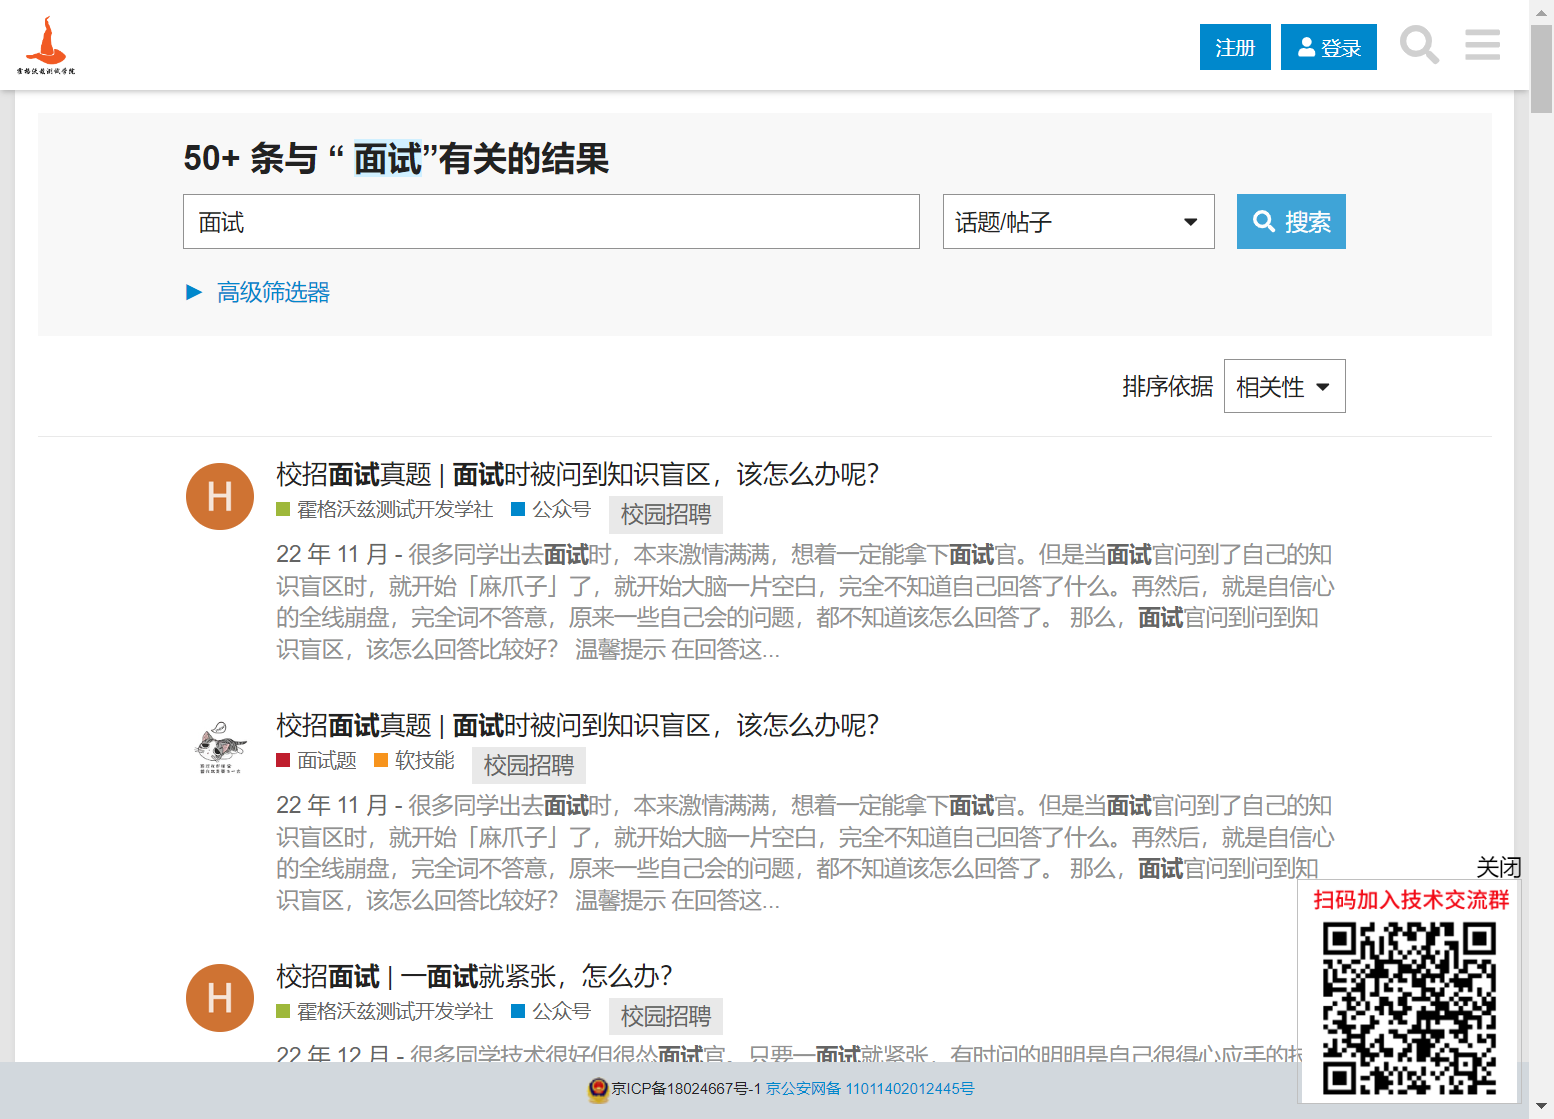 霍格沃兹测试学院
注册
登录
50+ 条与 “ 面试”有关的结果
面试
话题/帖子
搜索
高级筛选器
排序依据
相关性
H
校招面试真题 | 面试时被问到知识盲区，该怎么办呢？
霍格沃兹测试开发学社 公众号 校园招聘
22 年 11 月 - 很多同学出去面试时，本来激情满满，想着一定能拿下面试官。但是当面试官问到了自己的知
识盲区时，就开始「麻爪子」了，就开始大脑一片空白，完全不知道自己回答了什么。再然后，就是自信心
的全线崩盘，完全词不答意，原来一些自己会的问题，都不知道该怎么回答了。 那么，面试官问到问到知
识盲区，该怎么回答比较好？ 温馨提示 在回答这...
校招面试真题 | 面试时被问到知识盲区，该怎么办呢？
面试题 软技能 校园招聘
22 年 11 月 - 很多同学出去面试时，本来激情满满，想着一定能拿下面试官。但是当面试官问到了自己的知
识盲区时，就开始「麻爪子」了，就开始大脑一片空白，完全不知道自己回答了什么。再然后，就是自信心
的全线崩盘，完全词不答意，原来一些自己会的问题，都不知道该怎么回答了。 那么，面试官问到问到知
识盲区，该怎么回答比较好？ 温馨提示 在回答这...
关闭
扫码加入技术交流群
H
校招面试 | 一面试就紧张，怎么办？
霍格沃兹测试开发学社 公众号 校园招聘
22 年 12 月 - 很多同学技术很好但很怂面试官。只要一面试就紧张，有时问的明明是自己很得心应手的技
京ICP备18024667号-1 京公安网备 11011402012445号